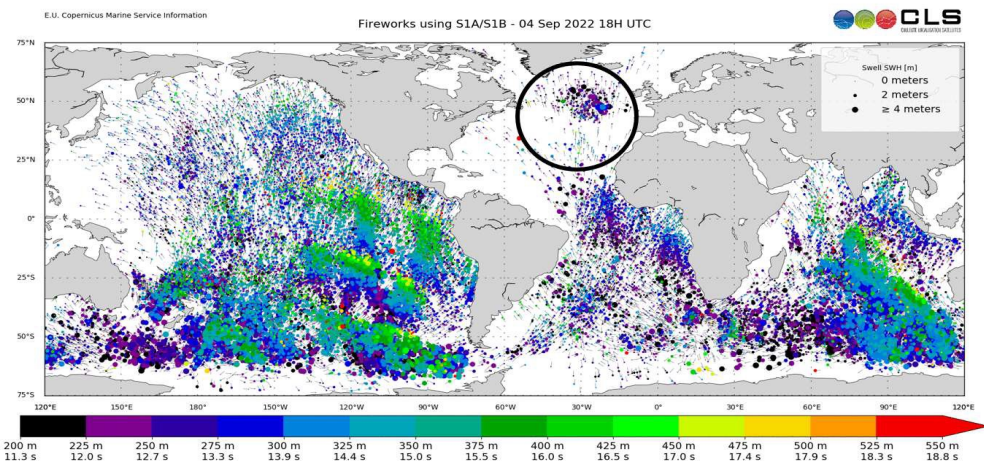 E.U. Copernicus Marine Service Information
Fireworks using S1A/S1B - 04 Sep 2022 18H UTC
CLS
75°N
50°N
25°N
0°
25°S
50°S
75°S
Swell SWH [m]
0 meters
2 meters
≥ 4 meters
120°E 150°E 180° 150°W 120°W 90°W 60°W 30°W 0° 30°E 60°E 90°E 120°E
200 m 225 m 250 m 275 m 300 m 325 m 350 m 375 m 400 m 425 m 450 m 475 m 500 m 525 m 550 m
11.3 s 12.0 s 12.7 s 13.3 s 13.9 s 14.4 s 15.0 s 15.5 s 16.0 s 16.5 s 17.0 s 17.4 s 17.9 s 18.3 s 18.8 s